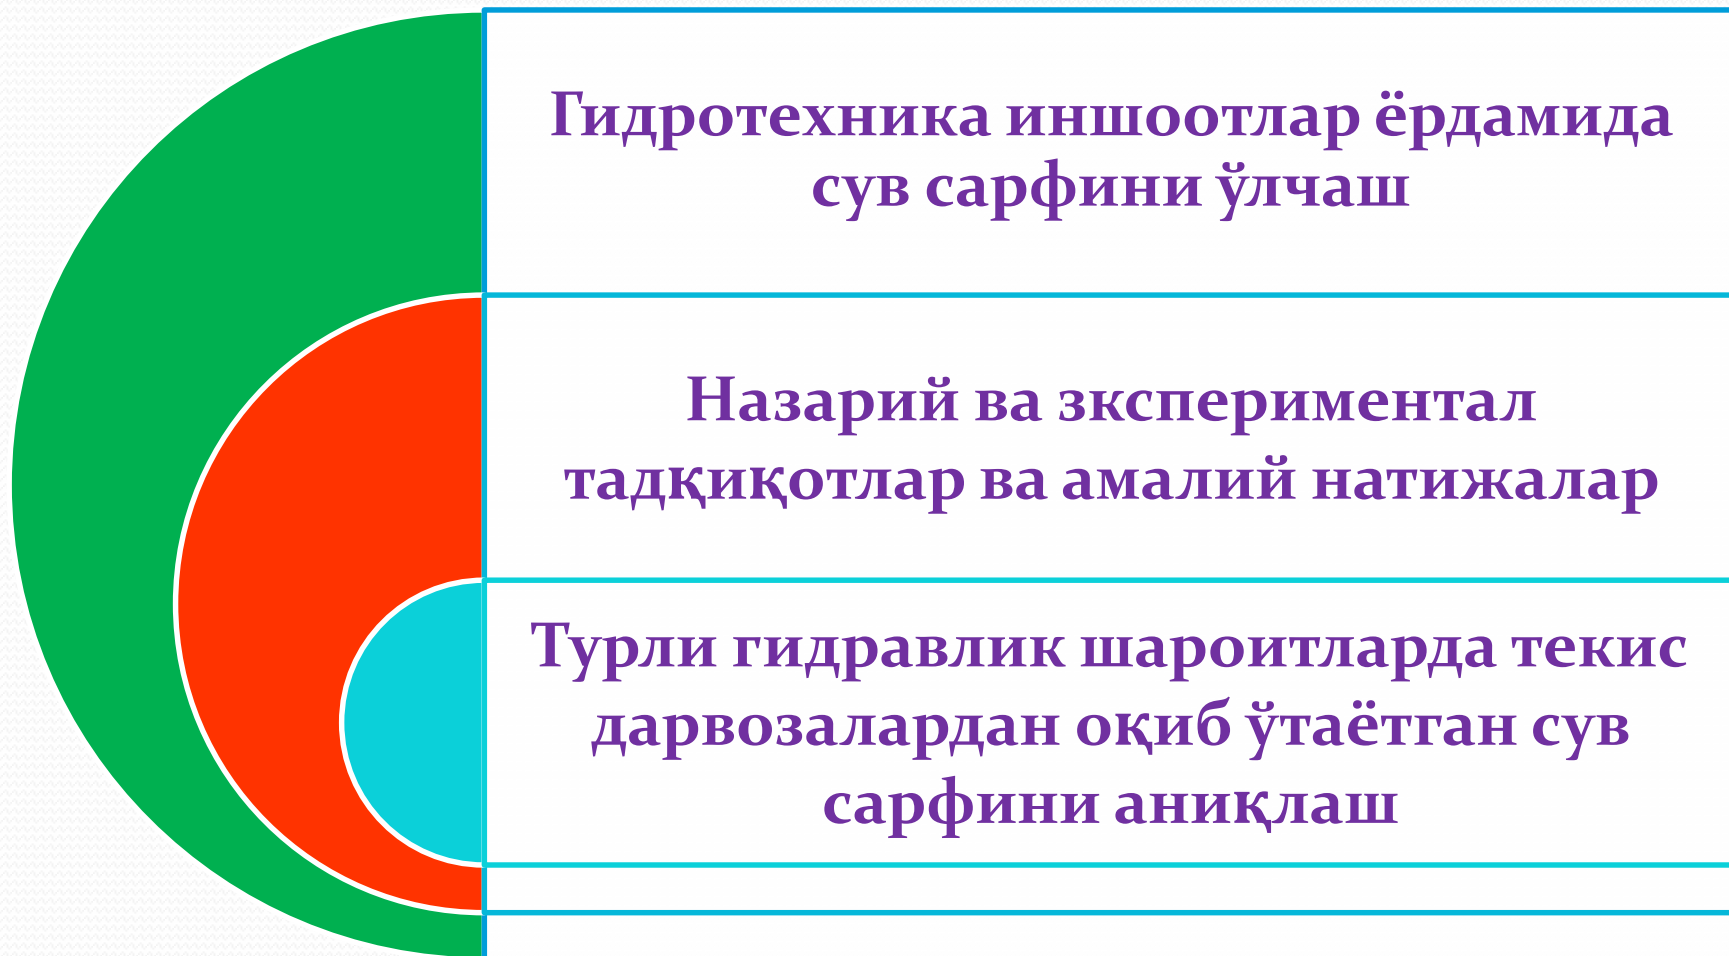 Гидротехника иншоотлар ёрдамида
сув сарфини ўлчаш
Назарий ва зкспериментал
тадқиқотлар ва амалий натижалар
Турли гидравлик шароитларда текис
дарвозалардан оқиб ўтаётган сув
сарфини аниқлаш